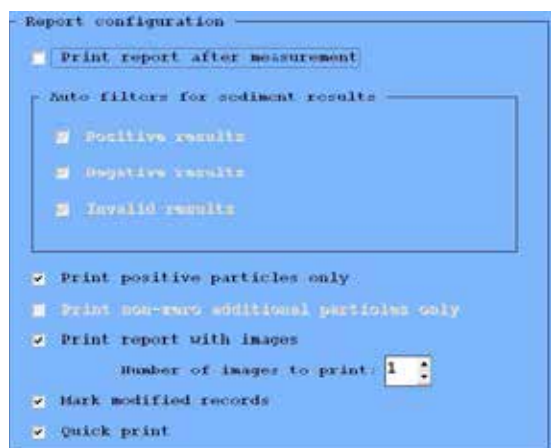 Report configuration
Print report after measurement
Auto filters for sediment results
Positive results
Negative results
Invalid results
Print positive particles only
Print non-zero additional particles only
Print report with images
Number of images to print: 1
Mark modified records
Quick print